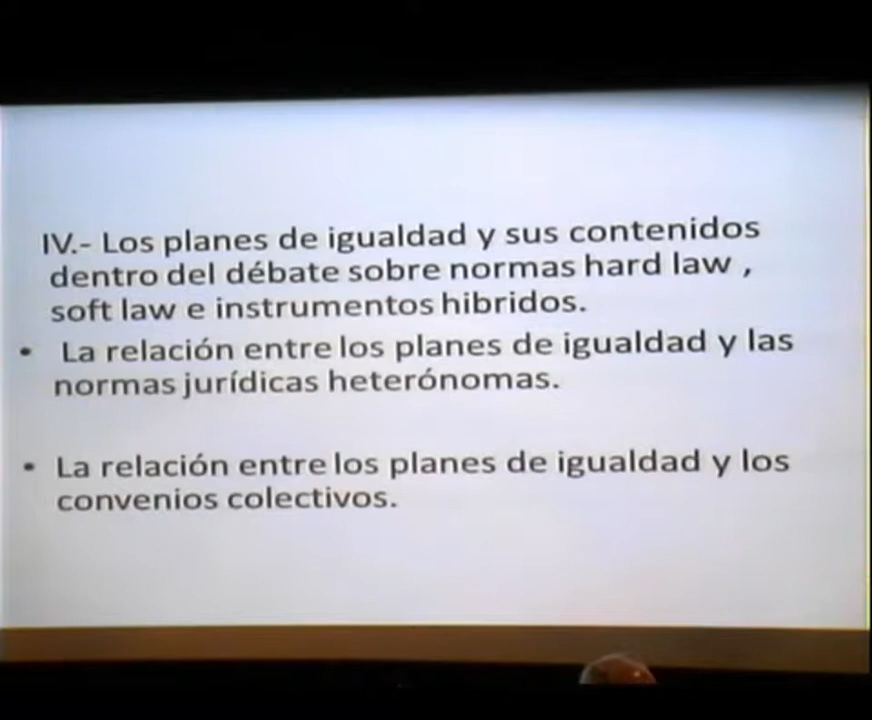 IV.- Los planes de igualdad y sus contenidos
dentro del débate sobre normas hard law ,
soft law e instrumentos hibridos.
• La relación entre los planes de igualdad y las
normas jurídicas heterónomas.
• La relación entre los planes de igualdad y los
convenios colectivos.